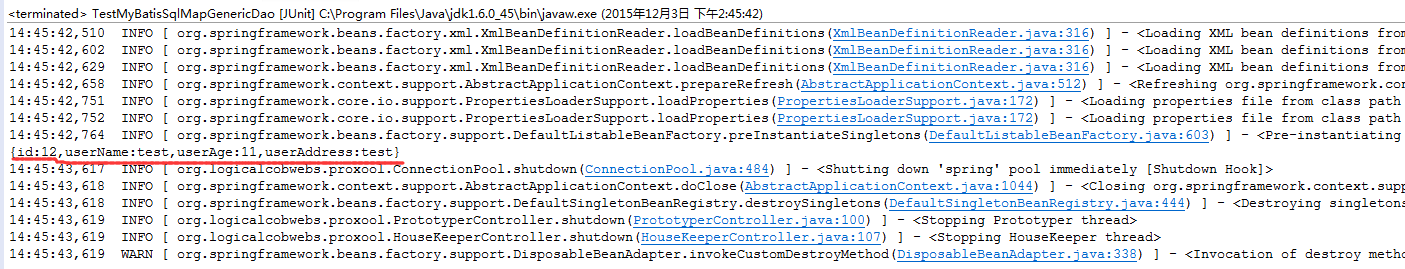 <terminated> TestMyBatisSqlMapGenericDao [JUnit] C:\Program Files\Java\jdk1.6.0_45\bin\javaw.exe (2015年12月3日 下午2:45:42)
14:45:42,510 INFO [ org.springframework.beans.factory.xml.XmlBeanDefinitionReader.loadBeanDefinitions(XmlBeanDefinitionReader.java:316) ] - <Loading XML bean definitions from
14:45:42,602 INFO [ org.springframework.beans.factory.xml.XmlBeanDefinitionReader.loadBeanDefinitions(XmlBeanDefinitionReader.java:316) ] - <Loading XML bean definitions from
14:45:42,629 INFO [ org.springframework.beans.factory.xml.XmlBeanDefinitionReader.loadBeanDefinitions(XmlBeanDefinitionReader.java:316) ] - <Loading XML bean definitions from
14:45:42,658 INFO [ org.springframework.context.support.AbstractApplicationContext.prepareRefresh(AbstractApplicationContext.java:512) ] - <Refreshing org.springframework.con
14:45:42,751 INFO [ org.springframework.core.io.support.PropertiesLoaderSupport.loadProperties(PropertiesLoaderSupport.java:172) ] - <Loading properties file from class path
14:45:42,752 INFO [ org.springframework.core.io.support.PropertiesLoaderSupport.loadProperties(PropertiesLoaderSupport.java:172) ] - <Loading properties file from class path
14:45:42,764 INFO [ org.springframework.beans.factory.support.DefaultListableBeanFactory.preInstantiateSingletons(DefaultListableBeanFactory.java:603) ] - <Pre-instantiating
{id:12,userName:test,userAge:11,userAddress:test}
14:45:43,617 INFO [ org.logicalcobwebs.proxool.ConnectionPool.shutdown(ConnectionPool.java:484) ] - <Shutting down 'spring' pool immediately [Shutdown Hook]>
14:45:43,618 INFO [ org.springframework.context.support.AbstractApplicationContext.doClose(AbstractApplicationContext.java:1044) ] - <Closing org.springframework.context.supp
14:45:43,618 INFO [ org.springframework.beans.factory.support.DefaultSingletonBeanRegistry.destroySingletons(DefaultSingletonBeanRegistry.java:444) ] - <Destroying singletons
14:45:43,619 INFO [ org.logicalcobwebs.proxool.PrototyperController.shutdown(PrototyperController.java:100) ] - <Stopping Prototyper thread>
14:45:43,619 INFO [ org.logicalcobwebs.proxool.HouseKeeperController.shutdown(HouseKeeperController.java:107) ] - <Stopping HouseKeeper thread>
14:45:43,619 WARN [ org.springframework.beans.factory.support.DisposableBeanAdapter.invokeCustomDestroyMethod(DisposableBeanAdapter.java:338) ] - <Invocation of destroy metho